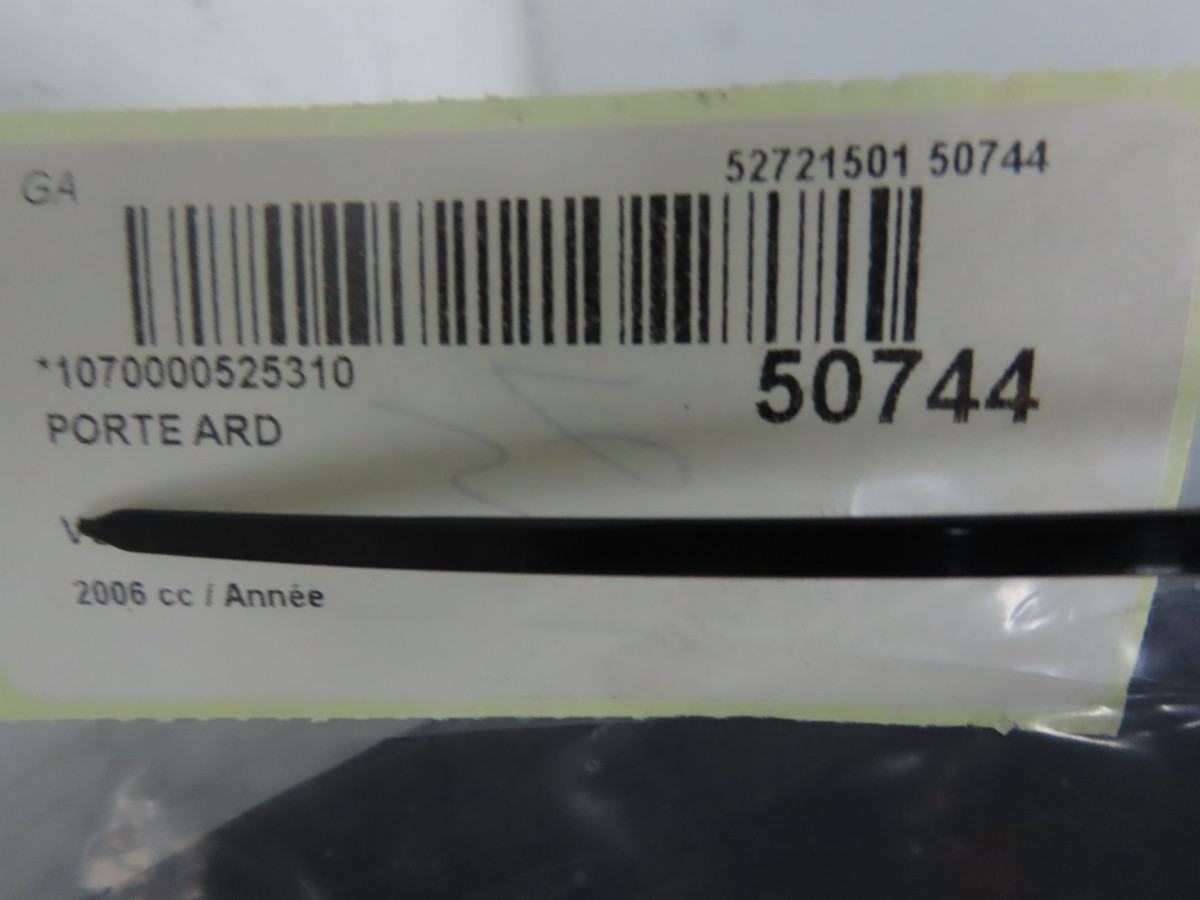 GA
52721501 50744
*1070000525310
50744
PORTE ARD
2006 cc / Année